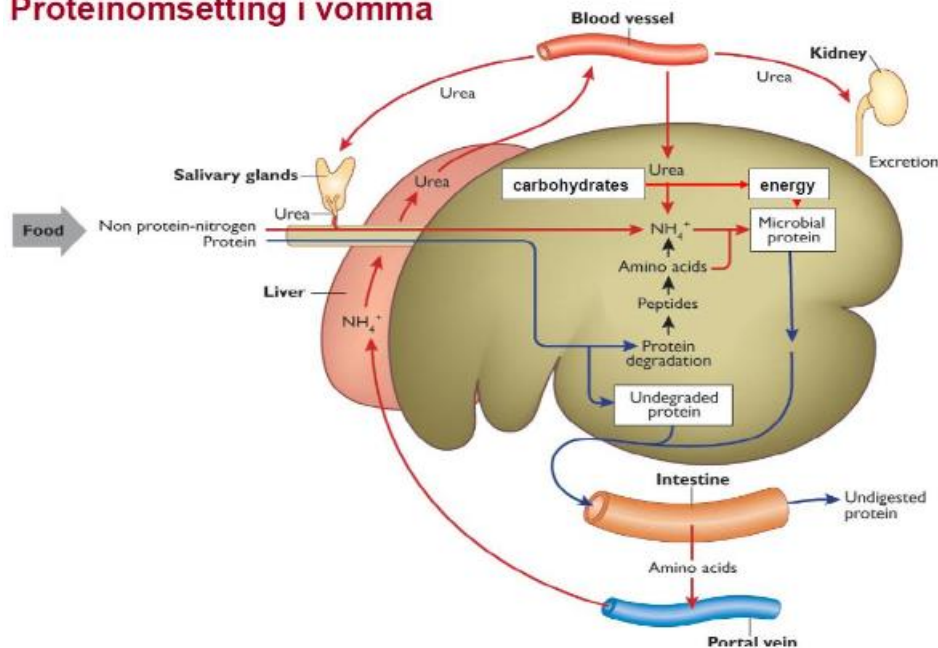 Proteinomsetting i vomma
Blood vessel
Kidney
Urea
Urea
Excretion
Salivary glands
Urea
Urea
carbohydrates
energy
Urea
Food
Non protein-nitrogen
Protein
NH₄⁺
Microbial
protein
Amino acids
Liver
Peptides
NH₄⁺
Protein
degradation
Undegraded
protein
Intestine
Undigested
protein
Amino acids
Portal vein